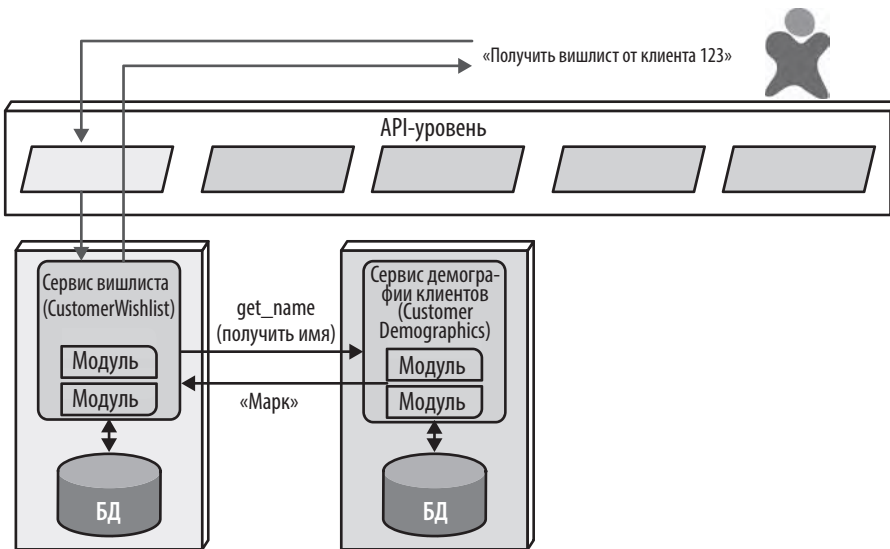 «Получить вишлист от клиента 123»
API-уровень
Сервис вишлиста
(CustomerWishlist)
Модуль
Модуль
БД
get_name
(получить имя)
«Марк»
Сервис демогра-
фии клиентов
(Customer
Demographics)
Модуль
Модуль
БД